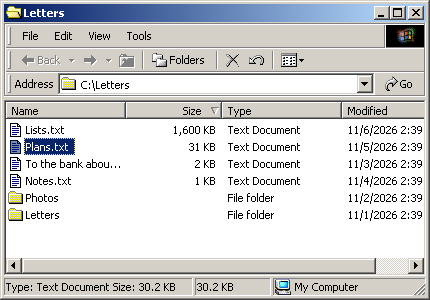 Letters
File Edit View Tools
Back Folders
Address C:\Letters Go
Name Size Type Modified
Lists.txt 1,600 KB Text Document 11/6/2026 2:39
Plans.txt 31 KB Text Document 11/5/2026 2:39
To the bank abou... 2 KB Text Document 11/3/2026 2:39
Notes.txt 1 KB Text Document 11/4/2026 2:39
Photos File folder 11/2/2026 2:39
Letters File folder 11/1/2026 2:39
Type: Text Document Size: 30.2 KB 30.2 KB My Computer